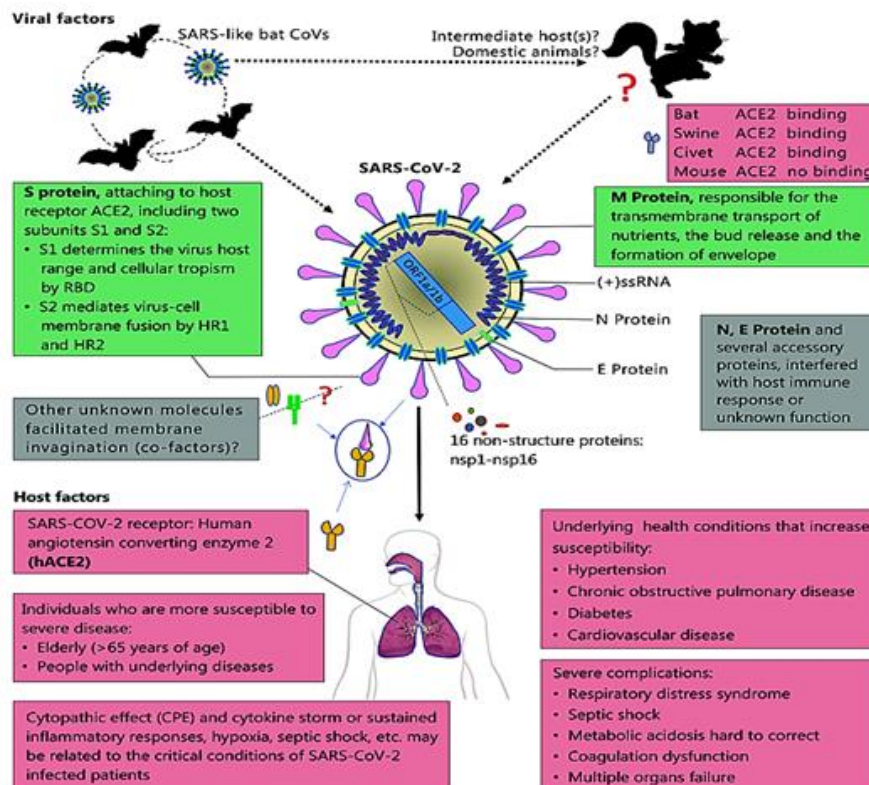 Viral factors
SARS-like bat CoVs
Intermediate host(s)?
Domestic animals?
?
Bat ACE2 binding
Swine ACE2 binding
Civet ACE2 binding
Mouse ACE2 no binding
SARS-CoV-2
S protein, attaching to host
receptor ACE2, including two
subunits S1 and S2:
• S1 determines the virus host
range and cellular tropism
by RBD
• S2 mediates virus-cell
membrane fusion by HR1
and HR2
M Protein, responsible for the
transmembrane transport of
nutrients, the bud release and the
formation of envelope
ORF1a/1b
(+)ssRNA
N Protein
E Protein
N, E Protein and
several accessory
proteins, interfered
with host immune
response or
unknown function
?
Other unknown molecules
facilitated membrane
invagination (co-factors)?
16 non-structure proteins:
nsp1-nsp16
Host factors
SARS-COV-2 receptor: Human
angiotensin converting enzyme 2
(hACE2)
Individuals who are more susceptible to
severe disease:
• Elderly (>65 years of age)
• People with underlying diseases
Cytopathic effect (CPE) and cytokine storm or sustained
inflammatory responses, hypoxia, septic shock, etc. may
be related to the critical conditions of SARS-CoV-2
infected patients
Underlying health conditions that increase
susceptibility:
• Hypertension
• Chronic obstructive pulmonary disease
• Diabetes
• Cardiovascular disease
Severe complications:
• Respiratory distress syndrome
• Septic shock
• Metabolic acidosis hard to correct
• Coagulation dysfunction
• Multiple organs failure